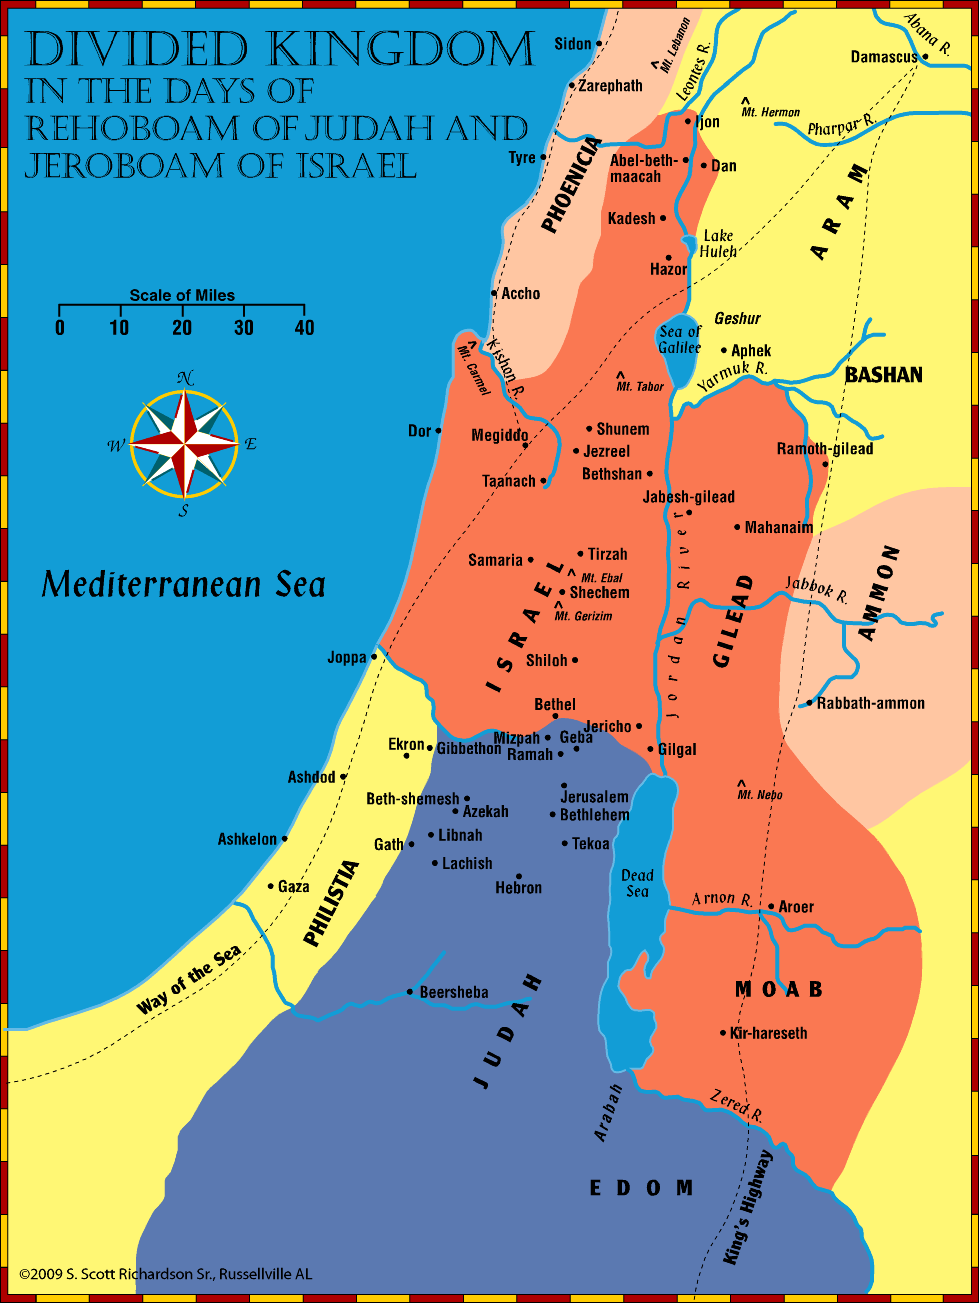 DIVIDED KINGDOM
IN THE DAYS OF
REHOBOAM OF JUDAH AND
JEROBOAM OF ISRAEL
Sidon
Mt. Lebanon
Leontes R.
Abana R.
Damascus
Zarephath
Mt. Hermon
Ijon
Pharpar R.
Tyre
PHOENICIA
Abel-beth-
maacah
Dan
ARAM
Kadesh
Lake
Huleh
Hazor
Scale of Miles
0 10 20 30 40
Accho
Geshur
Sea of
Galilee
Aphek
Kishon R.
Mt. Carmel
Mt. Tabor
Yarmuk R.
BASHAN
N
W
E
S
Dor
Megiddo
Shunem
Jezreel
Ramoth-gilead
Taanach
Bethshan
Jabesh-gilead
Mahanaim
Samaria
Tirzah
Mt. Ebal
Shechem
Mt. Gerizim
Mediterranean Sea
ISRAEL
Jordan River
GILEAD
Jabbok R.
AMMON
Joppa
Shiloh
Rabbath-ammon
Bethel
Jericho
Mizpah
Geba
Ramah
Gilgal
Ekron
Gibbethon
Ashdod
Mt. Nebo
Beth-shemesh
Jerusalem
Azekah
Bethlehem
Ashkelon
Libnah
Gath
Tekoa
Lachish
Hebron
Dead
Sea
Gaza
PHILISTIA
Arnon R.
Aroer
Way of the Sea
Beersheba
JUDAH
MOAB
Kir-hareseth
Arabah
Zered R.
EDOM
King's Highway
©2009 S. Scott Richardson Sr., Russellville AL